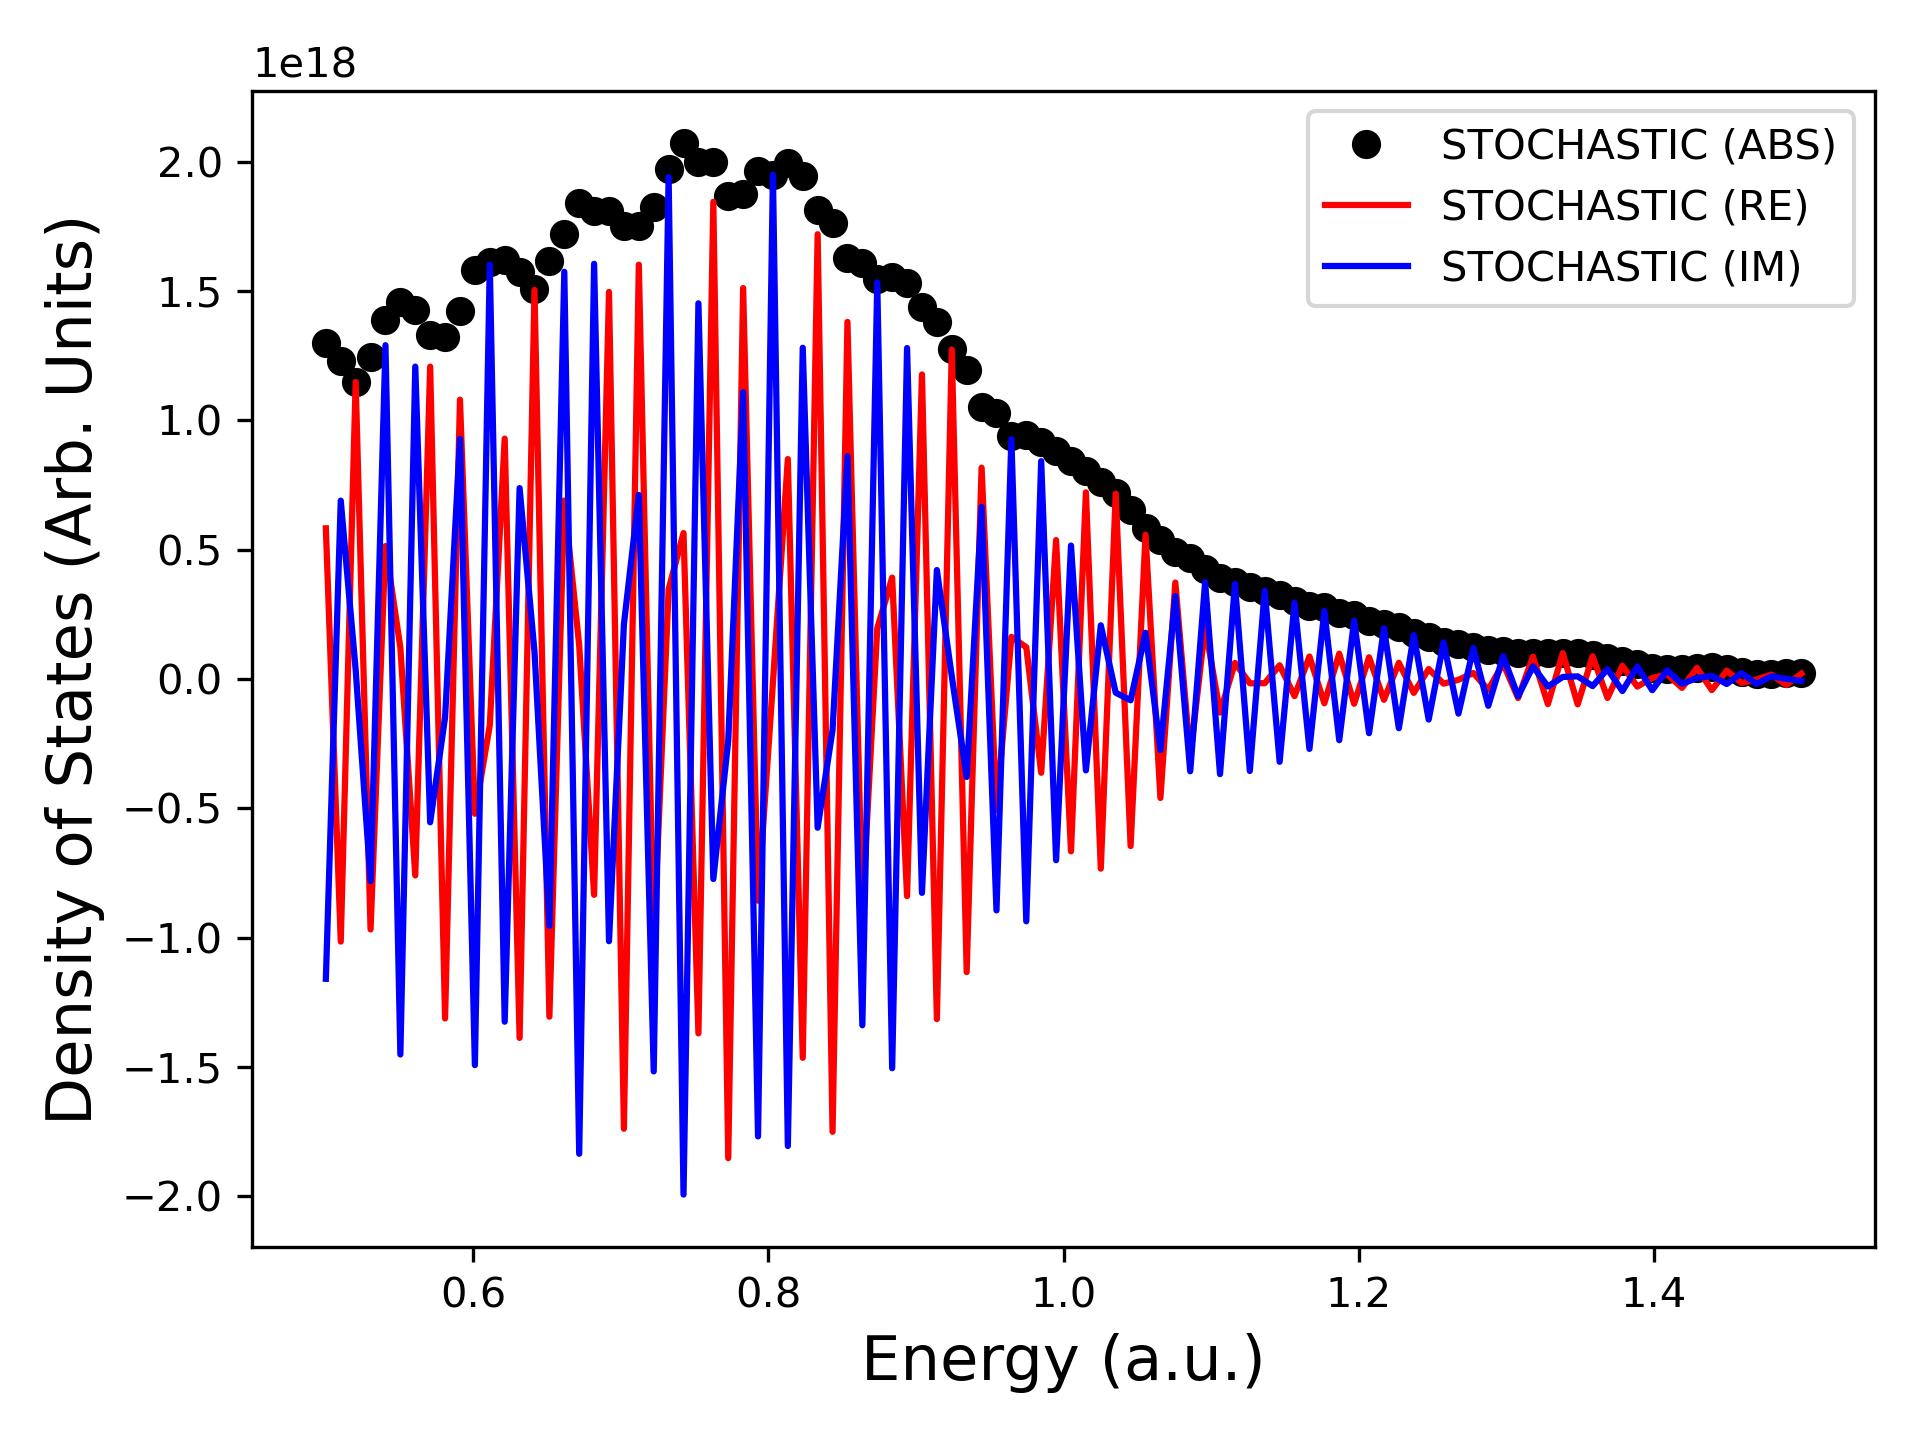 1e18
STOCHASTIC (ABS)
STOCHASTIC (RE)
STOCHASTIC (IM)
Density of States (Arb. Units)
2.0
1.5
1.0
0.5
0.0
−0.5
−1.0
−1.5
−2.0
0.6 0.8 1.0 1.2 1.4
Energy (a.u.)